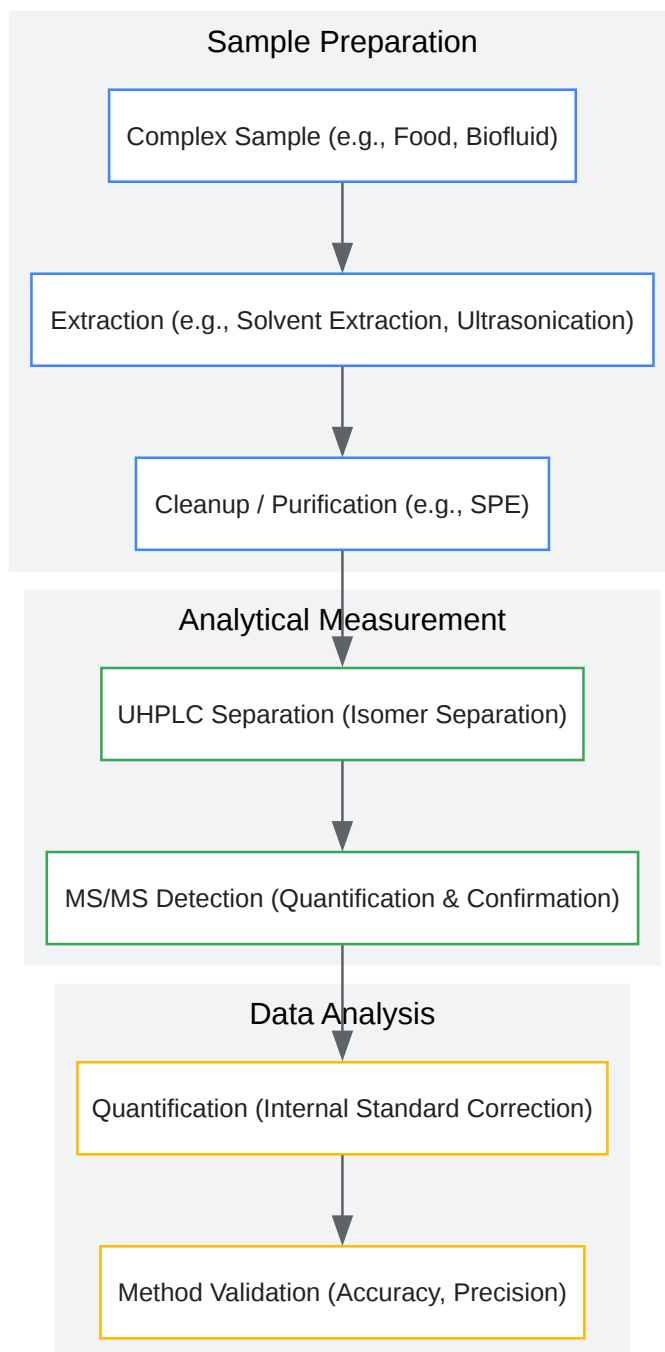 Sample Preparation
Complex Sample (e.g., Food, Biofluid)
Extraction (e.g., Solvent Extraction, Ultrasonication)
Cleanup / Purification (e.g., SPE)
Analytical Measurement
UHPLC Separation (Isomer Separation)
MS/MS Detection (Quantification & Confirmation)
Data Analysis
Quantification (Internal Standard Correction)
Method Validation (Accuracy, Precision)